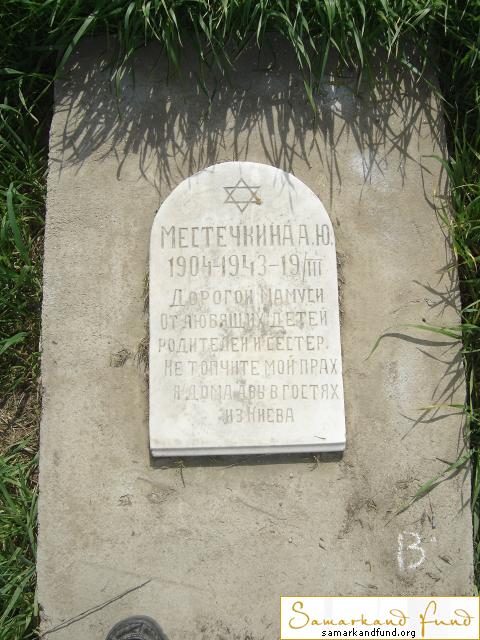 МЕСТЕЧКИНА А.Ю.
1904-1943-19/III
ДОРОГОЙ МАМУСИ
ОТ ЛЮБЯЩИХ ДЕТЕЙ
РОДИТЕЛЕЙ И СЕСТЕР.
НЕ ТОПЧИТЕ МОЙ ПРАХ
Я ДОМА А ВЫ В ГОСТЯХ
ИЗ КИЕВА
В
Samarkand Fund
samarkandfund.org